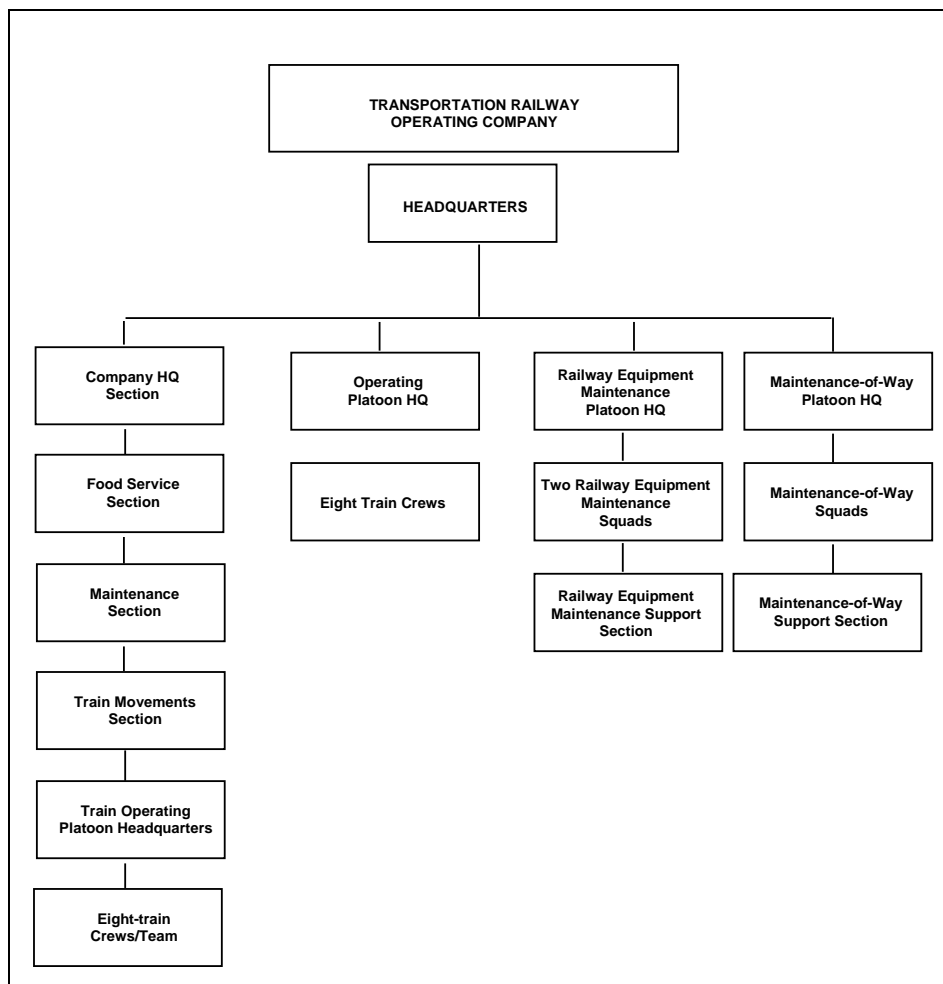 TRANSPORTATION RAILWAY
OPERATING COMPANY
HEADQUARTERS
Company HQ
Section
Food Service
Section
Maintenance
Section
Train Movements
Section
Train Operating
Platoon Headquarters
Eight-train
Crews/Team
Operating
Platoon HQ
Eight Train Crews
Railway Equipment
Maintenance
Platoon HQ
Two Railway Equipment
Maintenance
Squads
Railway Equipment
Maintenance Support
Section
Maintenance-of-Way
Platoon HQ
Maintenance-of-Way
Squads
Maintenance-of-Way
Support Section